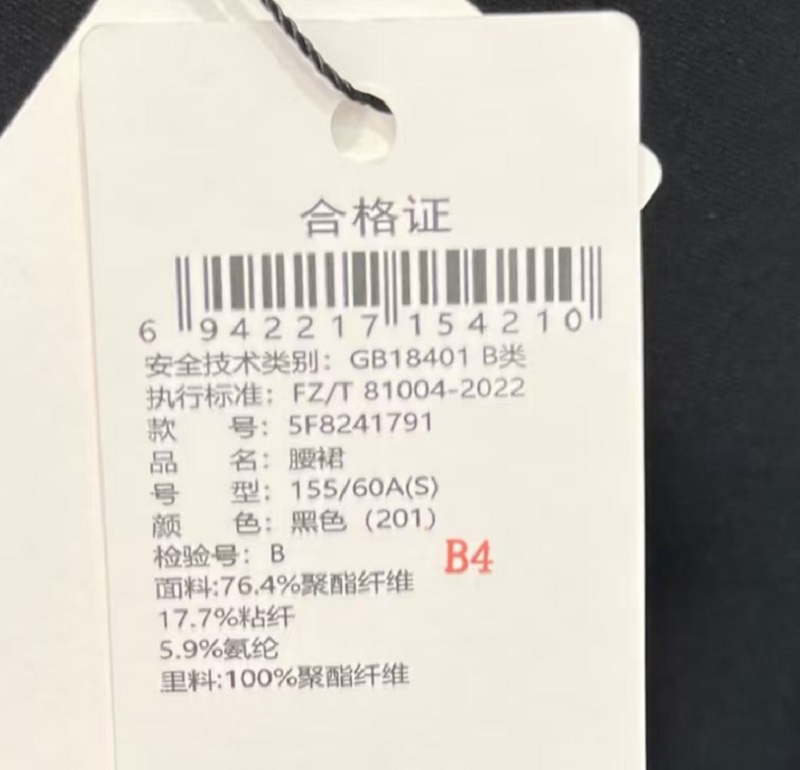 合格证
6 942217 154210
安全技术类别：GB18401 B类
执行标准：FZ/T 81004-2022
款 号：5F8241791
品 名：腰裙
号 型：155/60A(S)
颜 色：黑色（201）
检验号：B
B4
面料:76.4%聚酯纤维
17.7%粘纤
5.9%氨纶
里料:100%聚酯纤维